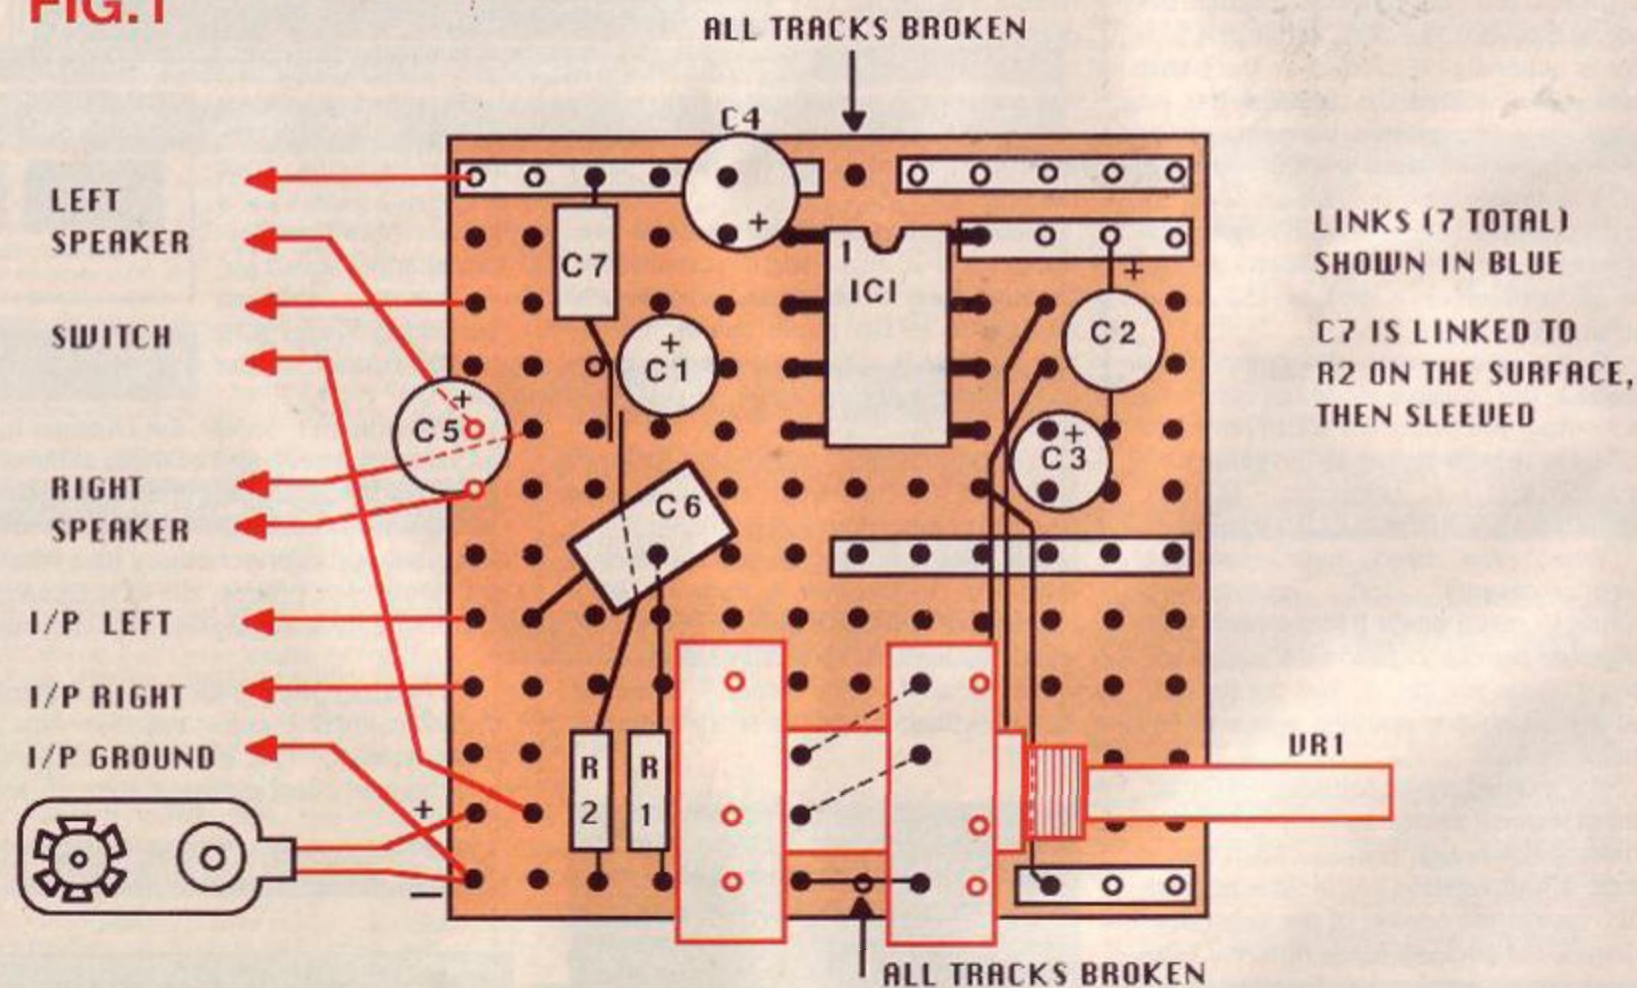 FIG.1
ALL TRACKS BROKEN
C4
+
LEFT
SPEAKER
SWITCH
RIGHT
SPEAKER
I/P LEFT
I/P RIGHT
I/P GROUND
+
−
C7
+
C1
+
C5
C6
R
2
R
1
1
IC1
+
C2
+
C3
LINKS (7 TOTAL)
SHOWN IN BLUE
C7 IS LINKED TO
R2 ON THE SURFACE,
THEN SLEEVED
VR1
ALL TRACKS BROKEN